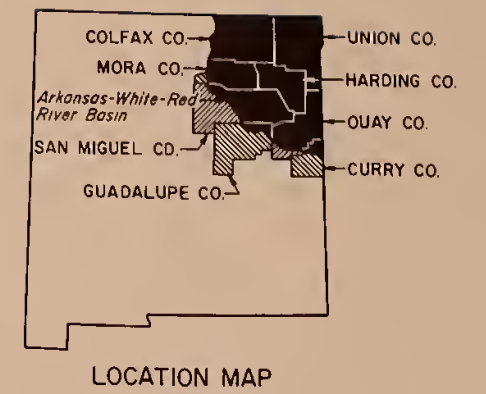 COLFAX CO.
UNION CO.
MORA CO.
HARDING CO.
Arkansas-White-Red
River Basin
QUAY CO.
SAN MIGUEL CD.
CURRY CO.
GUADALUPE CO.
LOCATION MAP